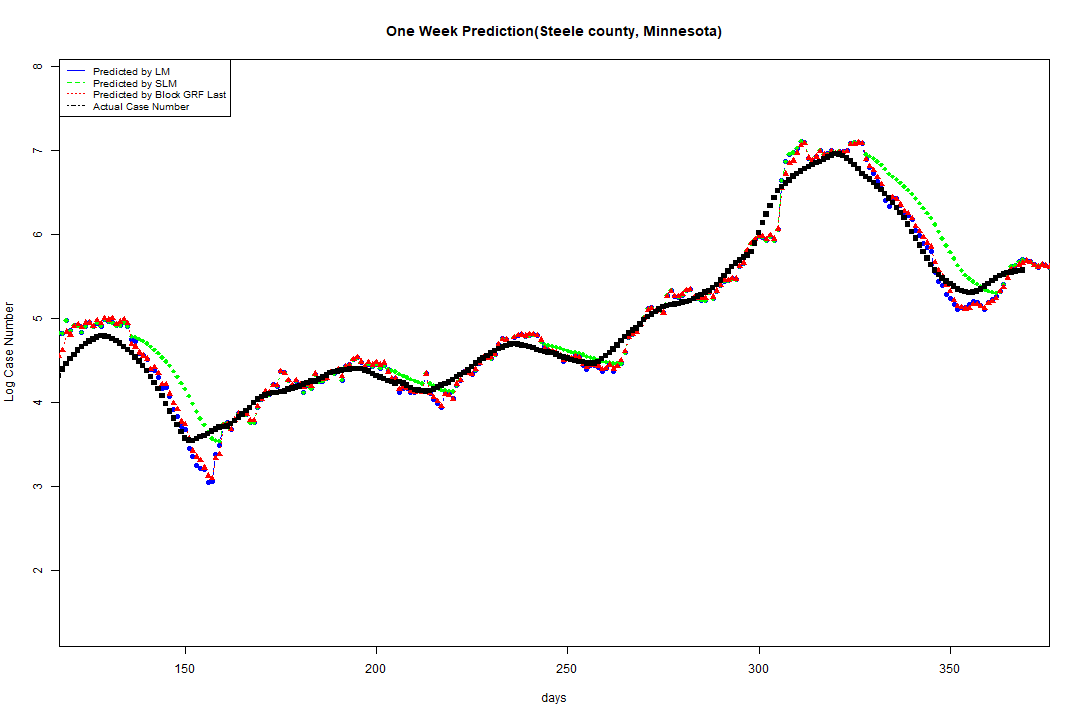 One Week Prediction(Steele county, Minnesota)
Predicted by LM
Predicted by SLM
Predicted by Block GRF Last
Actual Case Number
Log Case Number
8
7
6
5
4
3
2
150 200 250 300 350
days